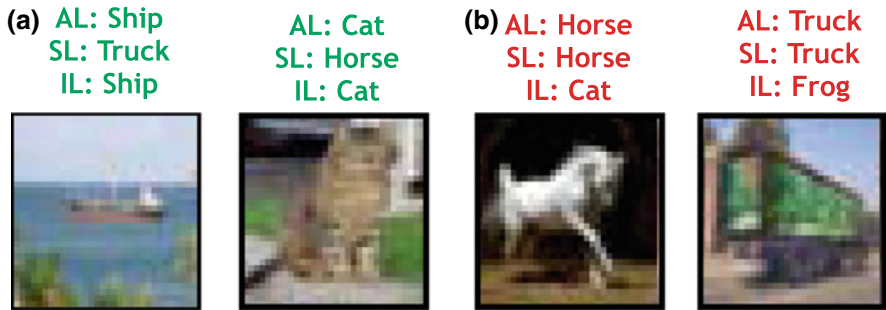 (a)
AL: Ship
SL: Truck
IL: Ship
AL: Cat
SL: Horse
IL: Cat
(b)
AL: Horse
SL: Horse
IL: Cat
AL: Truck
SL: Truck
IL: Frog